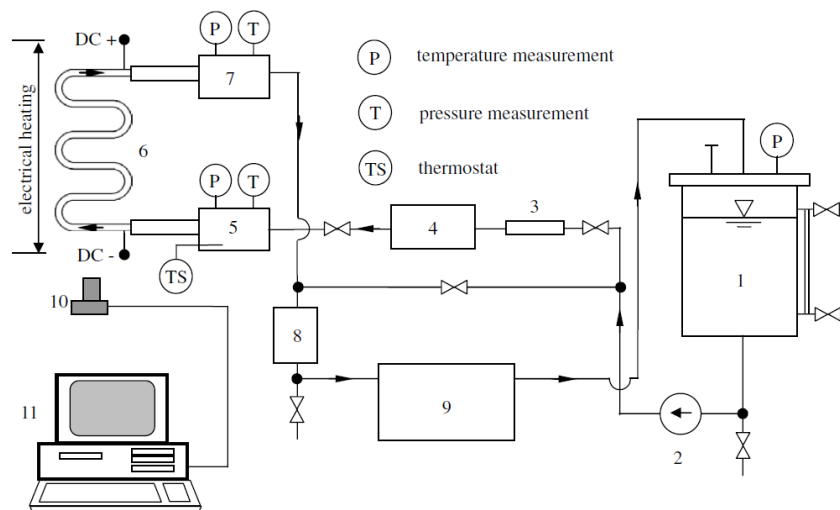 DC +
P
T
7
P
temperature measurement
T
pressure measurement
TS
thermostat
P
electrical heating
6
P
T
5
TS
DC -
4
3
1
10
8
9
2
11